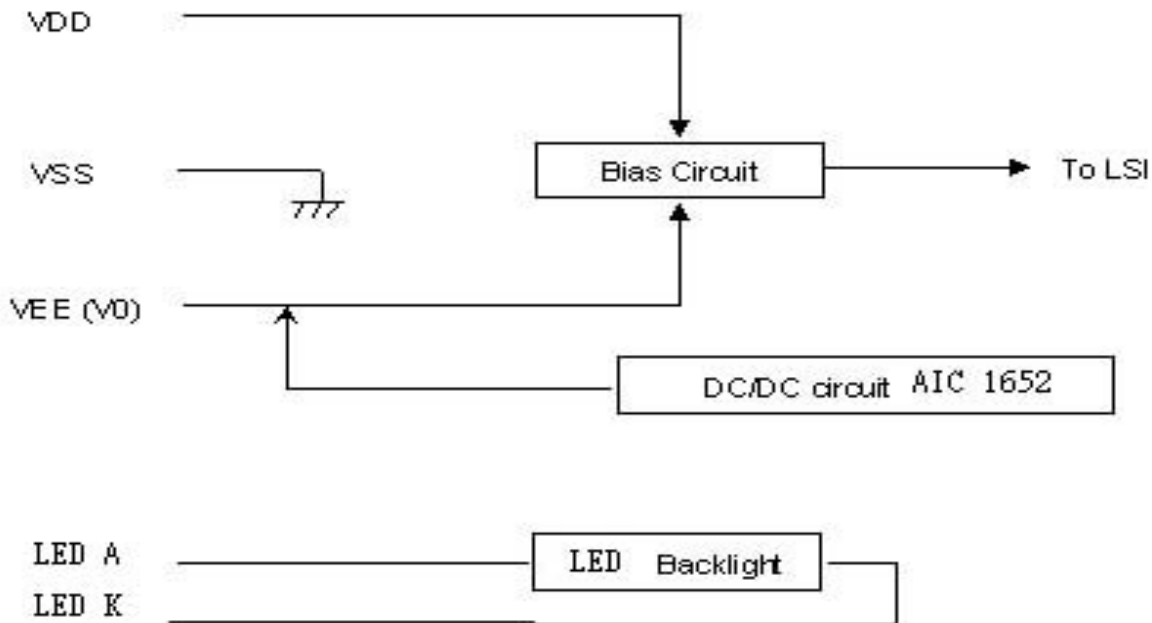 VDD
Bias Circuit
To LSI
VSS
VEE (V0)
DC/DC circuit AIC 1652
LED A
LED Backlight
LED K